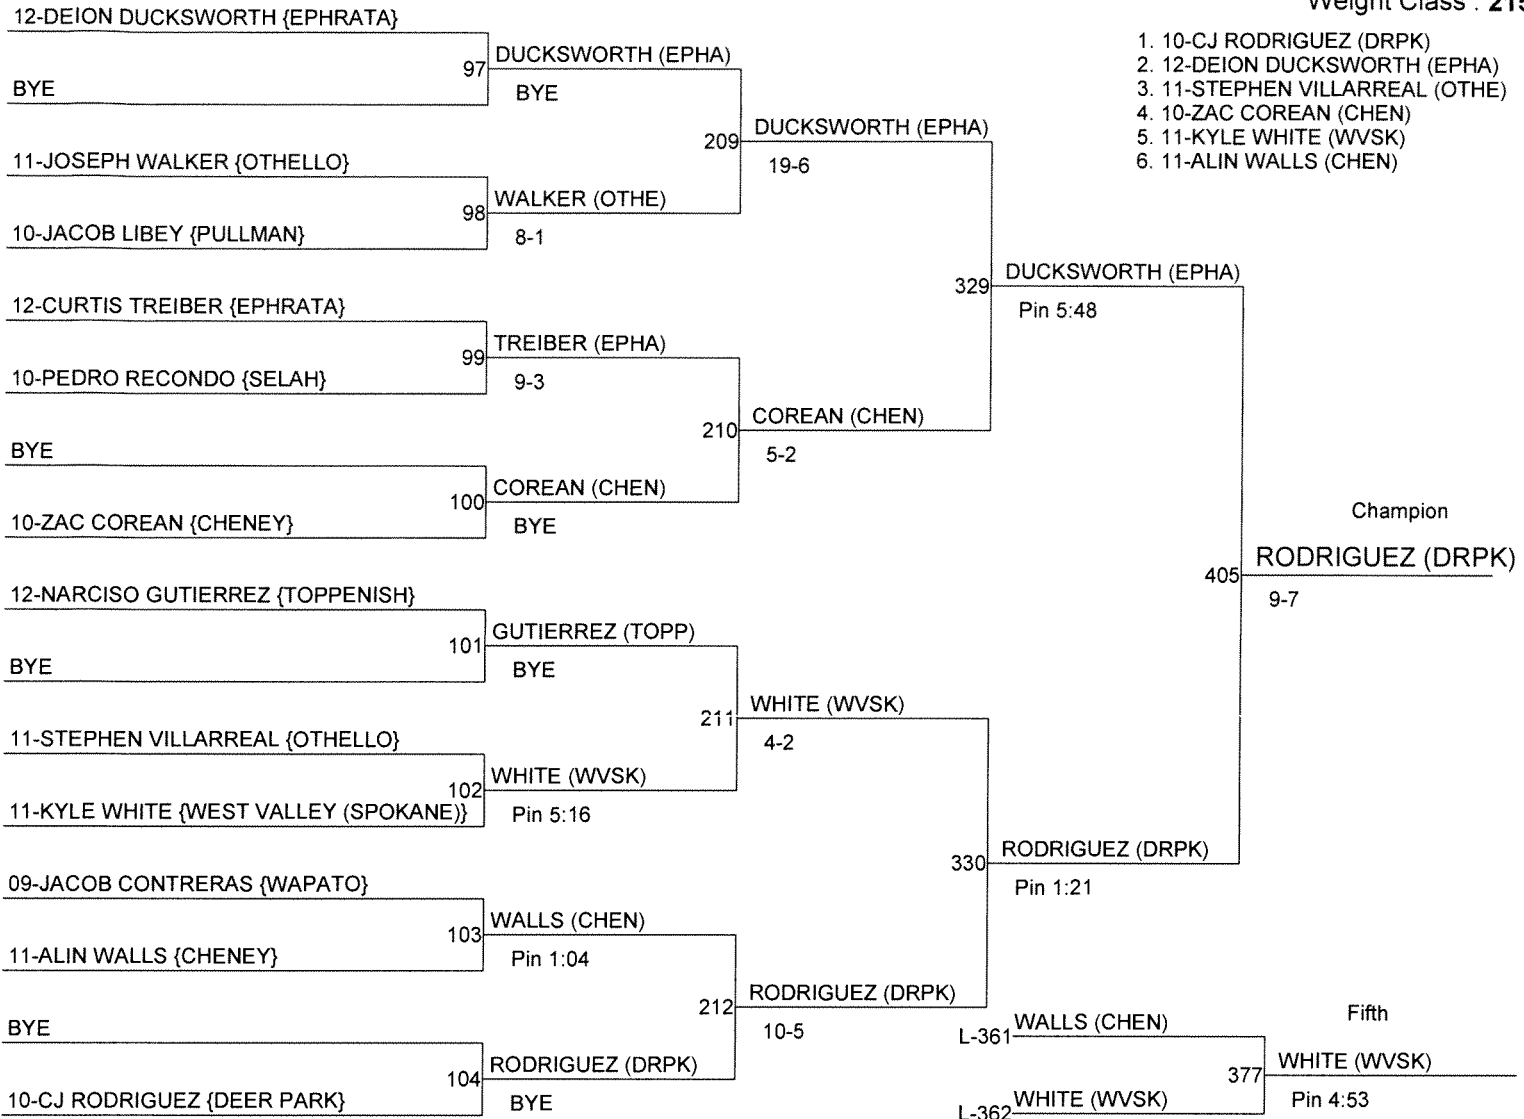 Weight Class : 215
1. 10-CJ RODRIGUEZ (DRPK)
2. 12-DEION DUCKSWORTH (EPHA)
3. 11-STEPHEN VILLARREAL (OTHE)
4. 10-ZAC COREAN (CHEN)
5. 11-KYLE WHITE (WVSK)
6. 11-ALIN WALLS (CHEN)
12-DEION DUCKSWORTH {EPHRATA}
BYE
11-JOSEPH WALKER {OTHELLO}
10-JACOB LIBEY {PULLMAN}
12-CURTIS TREIBER {EPHRATA}
10-PEDRO RECONDO {SELAH}
BYE
10-ZAC COREAN {CHENEY}
12-NARCISO GUTIERREZ {TOPPENISH}
BYE
11-STEPHEN VILLARREAL {OTHELLO}
11-KYLE WHITE {WEST VALLEY (SPOKANE)}
09-JACOB CONTRERAS {WAPATO}
11-ALIN WALLS {CHENEY}
BYE
10-CJ RODRIGUEZ {DEER PARK}
97 DUCKSWORTH (EPHA)
BYE
98 WALKER (OTHE)
8-1
99 TREIBER (EPHA)
9-3
100 COREAN (CHEN)
BYE
101 GUTIERREZ (TOPP)
BYE
102 WHITE (WVSK)
Pin 5:16
103 WALLS (CHEN)
Pin 1:04
104 RODRIGUEZ (DRPK)
BYE
209 DUCKSWORTH (EPHA)
19-6
210 COREAN (CHEN)
5-2
211 WHITE (WVSK)
4-2
212 RODRIGUEZ (DRPK)
10-5
329 DUCKSWORTH (EPHA)
Pin 5:48
330 RODRIGUEZ (DRPK)
Pin 1:21
Champion
405 RODRIGUEZ (DRPK)
9-7
L-361 WALLS (CHEN)
L-362 WHITE (WVSK)
Fifth
377 WHITE (WVSK)
Pin 4:53